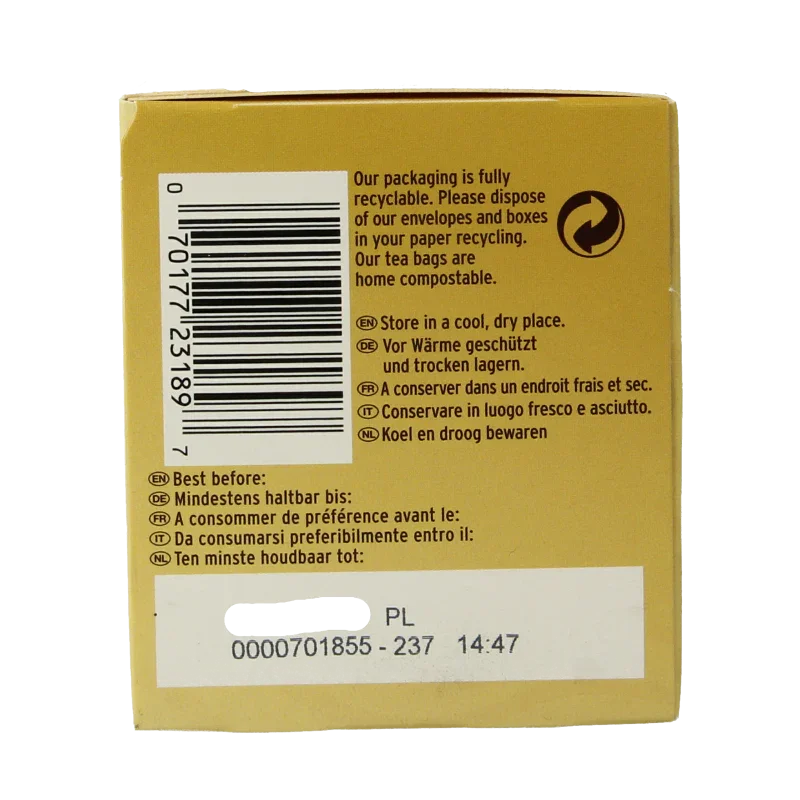 0 70177 23189 7
Our packaging is fully
recyclable. Please dispose
of our envelopes and boxes
in your paper recycling.
Our tea bags are
home compostable.
EN Store in a cool, dry place.
DE Vor Wärme geschützt
und trocken lagern.
FR A conserver dans un endroit frais et sec.
IT Conservare in luogo fresco e asciutto.
NL Koel en droog bewaren
EN Best before:
DE Mindestens haltbar bis:
FR A consommer de préférence avant le:
IT Da consumarsi preferibilmente entro il:
NL Ten minste houdbaar tot:
PL
0000701855 - 237 14:47